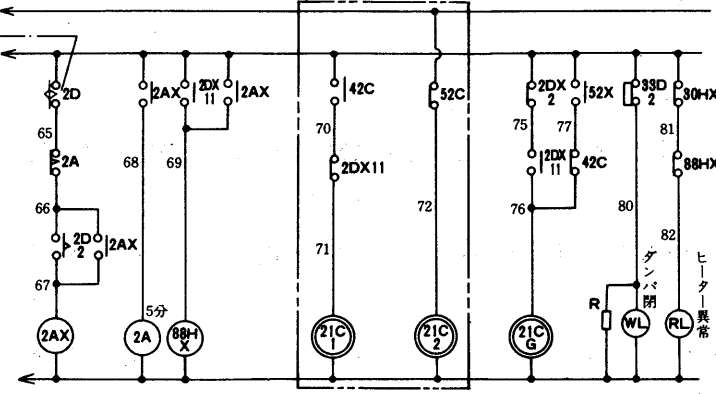 2D
2AX
2DX
11
2AX
42C
52C
2DX
2
52X
33D
2
30HX
65
70
75
77
81
2A
68
69
2DX11
2DX
11
42C
88HX
66
72
76
80
2D
2
2AX
71
82
67
ダンパ閉
ヒーター異常
5分
R
2AX
2A
88H
X
21C
1
21C
2
21C
G
WL
RL